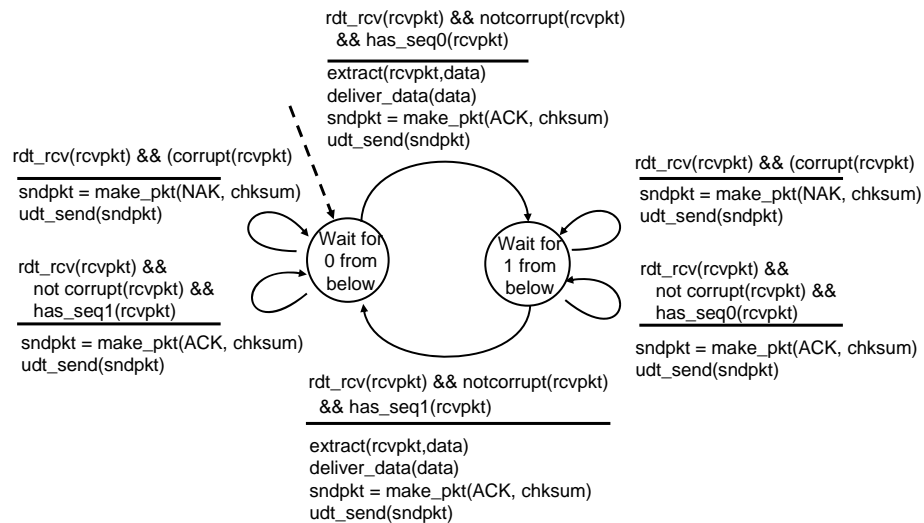 rdt_rcv(rcvpkt) && notcorrupt(rcvpkt)
&& has_seq0(rcvpkt)
extract(rcvpkt,data)
deliver_data(data)
sndpkt = make_pkt(ACK, chksum)
udt_send(sndpkt)
rdt_rcv(rcvpkt) && (corrupt(rcvpkt)
sndpkt = make_pkt(NAK, chksum)
udt_send(sndpkt)
rdt_rcv(rcvpkt) &&
not corrupt(rcvpkt) &&
has_seq1(rcvpkt)
sndpkt = make_pkt(ACK, chksum)
udt_send(sndpkt)
Wait for
0 from
below
Wait for
1 from
below
rdt_rcv(rcvpkt) && (corrupt(rcvpkt)
sndpkt = make_pkt(NAK, chksum)
udt_send(sndpkt)
rdt_rcv(rcvpkt) &&
not corrupt(rcvpkt) &&
has_seq0(rcvpkt)
sndpkt = make_pkt(ACK, chksum)
udt_send(sndpkt)
rdt_rcv(rcvpkt) && notcorrupt(rcvpkt)
&& has_seq1(rcvpkt)
extract(rcvpkt,data)
deliver_data(data)
sndpkt = make_pkt(ACK, chksum)
udt_send(sndpkt)